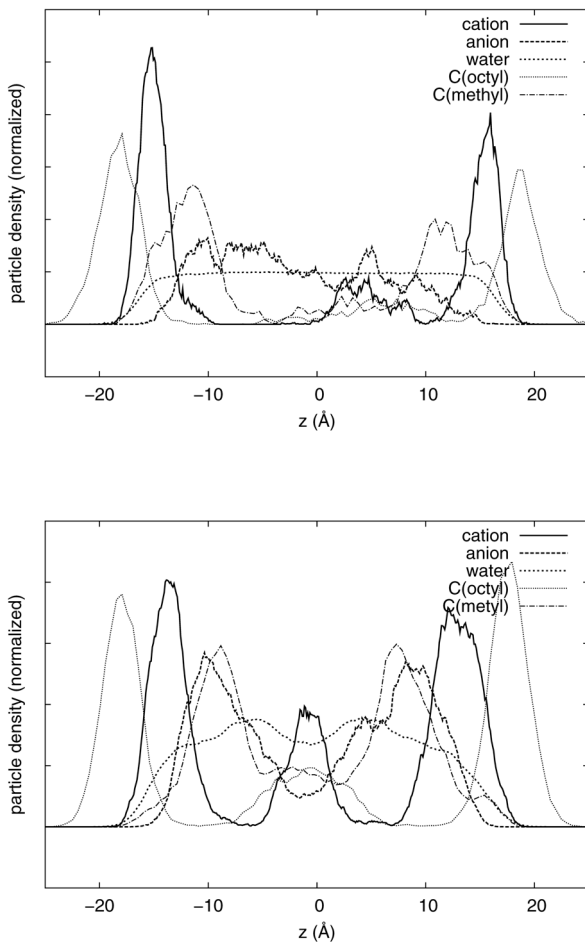 cation
anion
water
C(octyl)
C(methyl)
particle density (normalized)
−20 −10 0 10 20
z (Å)
cation
anion
water
C(octyl)
C(metyl)
particle density (normalized)
−20 −10 0 10 20
z (Å)